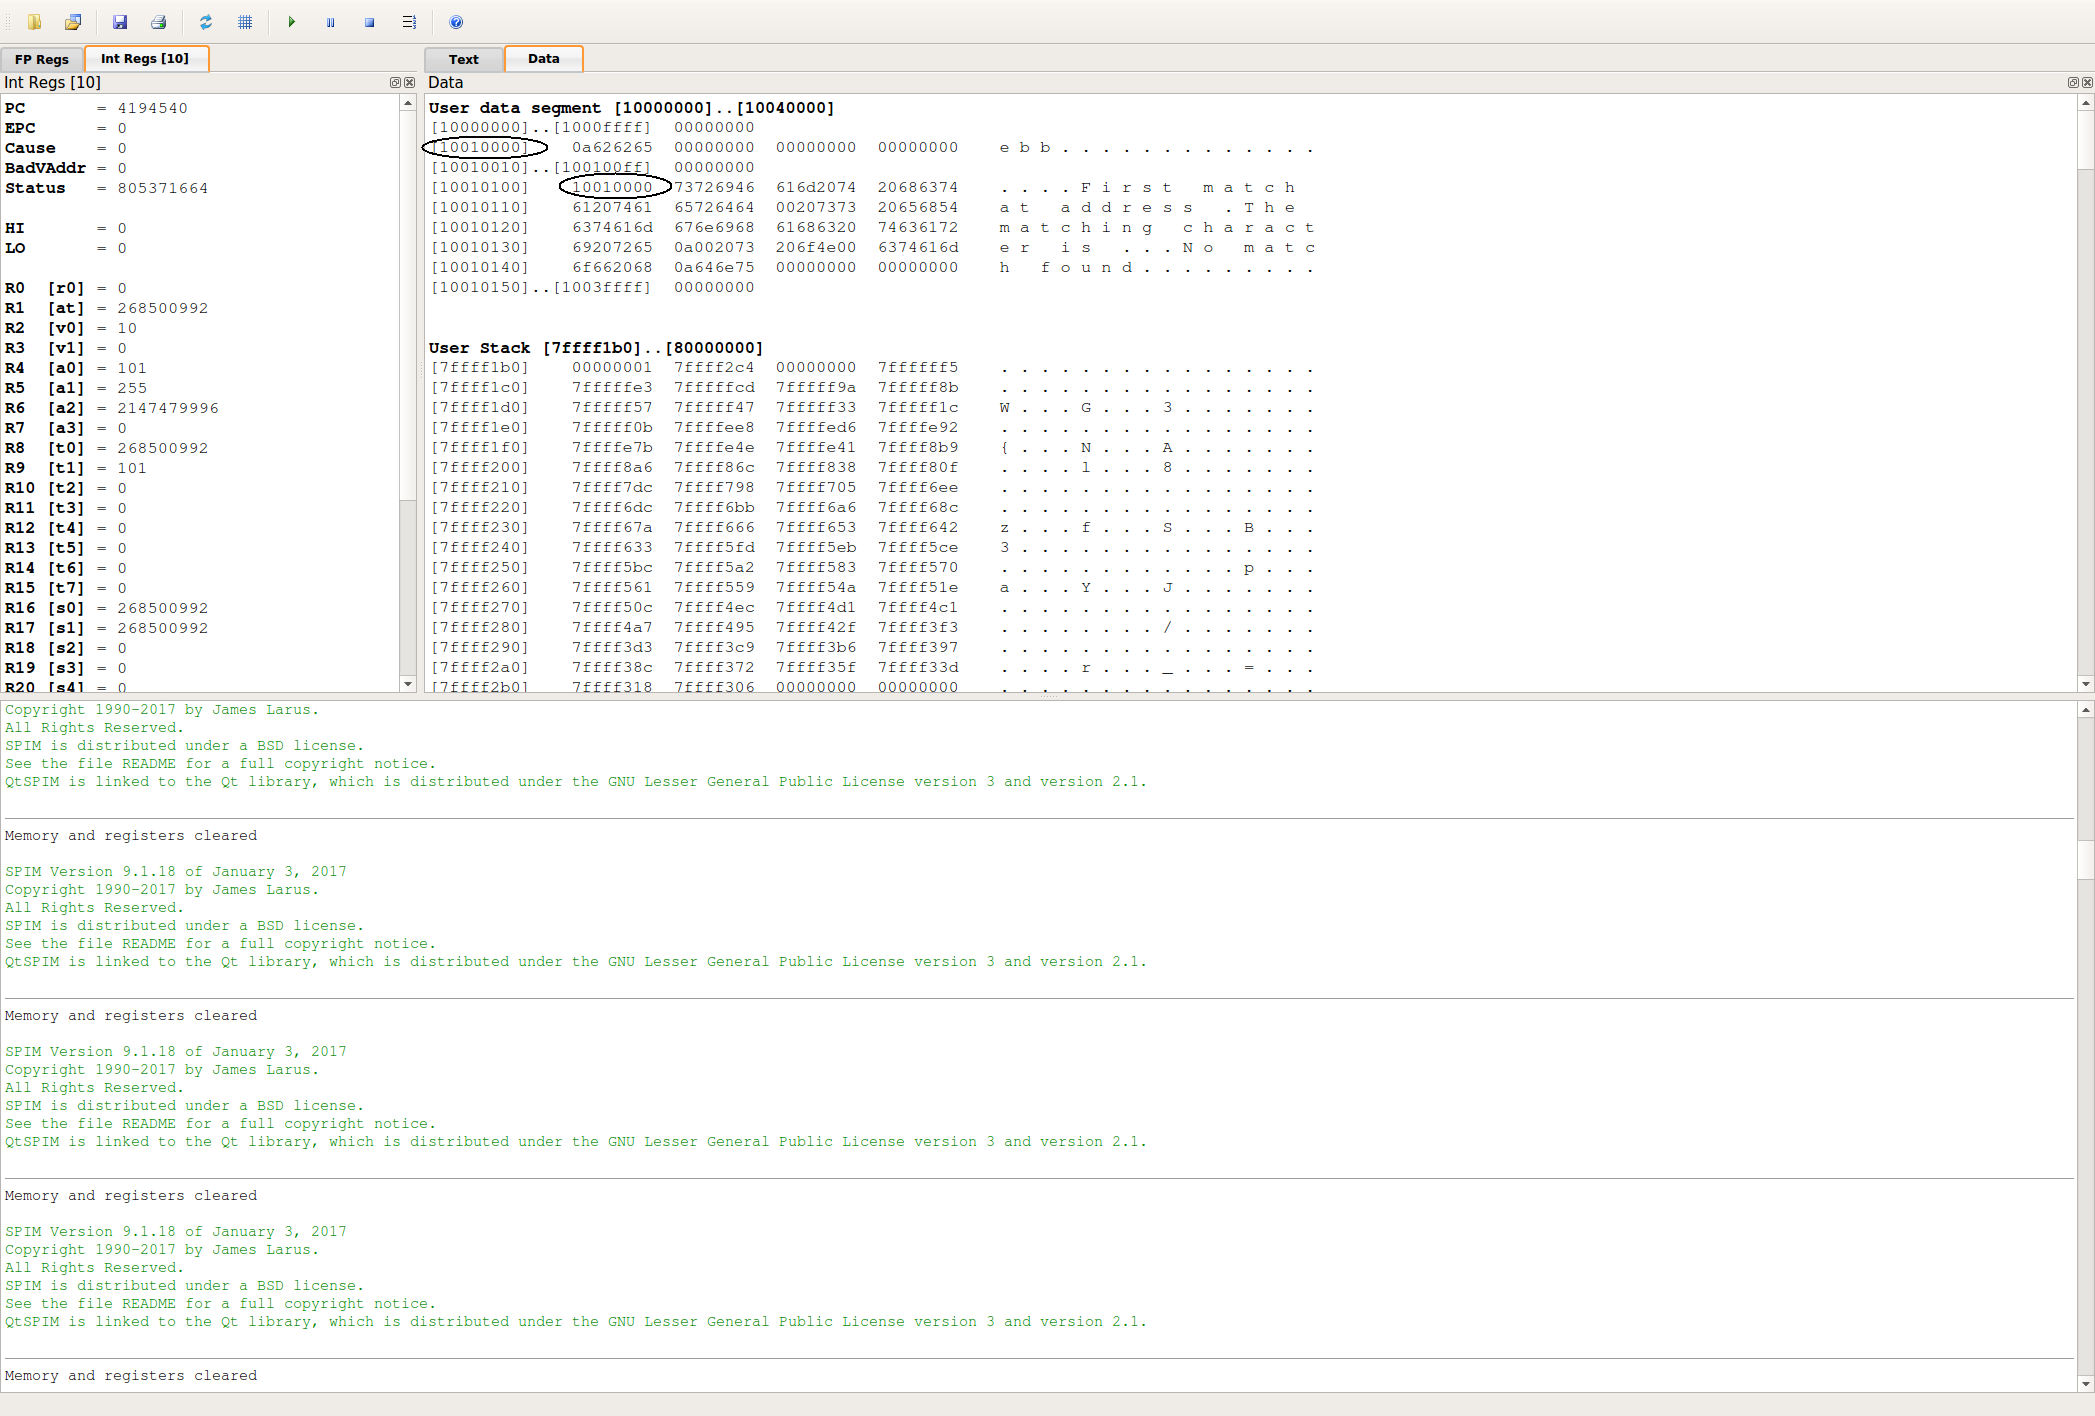 FP Regs Int Regs [10] Text Data
Int Regs [10]
PC = 4194540
EPC = 0
Cause = 0
BadVAddr = 0
Status = 805371664
HI = 0
LO = 0
R0 [r0] = 0
R1 [at] = 268500992
R2 [v0] = 10
R3 [v1] = 0
R4 [a0] = 101
R5 [a1] = 255
R6 [a2] = 2147479996
R7 [a3] = 0
R8 [t0] = 268500992
R9 [t1] = 101
R10 [t2] = 0
R11 [t3] = 0
R12 [t4] = 0
R13 [t5] = 0
R14 [t6] = 0
R15 [t7] = 0
R16 [s0] = 268500992
R17 [s1] = 268500992
R18 [s2] = 0
R19 [s3] = 0
R20 [s4] = 0
Data
User data segment [10000000]..[10040000]
[10000000]..[1000ffff] 00000000
[10010000] 0a626265 00000000 00000000 00000000 e b b . . . . . . . . . . . . .
[10010010]..[100100ff] 00000000
[10010100] 10010000 73726946 616d2074 20686374 . . . . F i r s t m a t c h
[10010110] 61207461 65726464 00207373 20656854 a t a d d r e s s . T h e
[10010120] 6374616d 676e6968 61686320 74636172 m a t c h i n g c h a r a c t
[10010130] 69207265 0a002073 206f4e00 6374616d e r i s . . . N o m a t c
[10010140] 6f662068 0a646e75 00000000 00000000 h f o u n d . . . . . . . . .
[10010150]..[1003ffff] 00000000
User Stack [7ffff1b0]..[80000000]
[7ffff1b0] 00000001 7ffff2c4 00000000 7ffffff5 . . . . . . . . . . . . . . . .
[7ffff1c0] 7fffffe3 7fffffcd 7fffff9a 7fffff8b . . . . . . . . . . . . . . . .
[7ffff1d0] 7fffff57 7fffff47 7fffff33 7fffff1c W . . . G . . . 3 . . . . . . .
[7ffff1e0] 7fffff0b 7ffffee8 7ffffed6 7ffffe92 . . . . . . . . . . . . . . . .
[7ffff1f0] 7ffffe7b 7ffffe4e 7ffffe41 7ffff8b9 { . . . N . . . A . . . . . . .
[7ffff200] 7ffff8a6 7ffff86c 7ffff838 7ffff80f . . . . l . . . 8 . . . . . . .
[7ffff210] 7ffff7dc 7ffff798 7ffff705 7ffff6ee . . . . . . . . . . . . . . . .
[7ffff220] 7ffff6dc 7ffff6bb 7ffff6a6 7ffff68c . . . . . . . . . . . . . . . .
[7ffff230] 7ffff67a 7ffff666 7ffff653 7ffff642 z . . . f . . . S . . . B . . .
[7ffff240] 7ffff633 7ffff5fd 7ffff5eb 7ffff5ce 3 . . . . . . . . . . . . . . .
[7ffff250] 7ffff5bc 7ffff5a2 7ffff583 7ffff570 . . . . . . . . . . . . p . . .
[7ffff260] 7ffff561 7ffff559 7ffff54a 7ffff51e a . . . Y . . . J . . . . . . .
[7ffff270] 7ffff50c 7ffff4ec 7ffff4d1 7ffff4c1 . . . . . . . . . . . . . . . .
[7ffff280] 7ffff4a7 7ffff495 7ffff42f 7ffff3f3 . . . . . . . . / . . . . . . .
[7ffff290] 7ffff3d3 7ffff3c9 7ffff3b6 7ffff397 . . . . . . . . . . . . . . . .
[7ffff2a0] 7ffff38c 7ffff372 7ffff35f 7ffff33d . . . . r . . . _ . . . = . . .
[7ffff2b0] 7ffff318 7ffff306 00000000 00000000 . . . . . . . . . . . . . . . .
Copyright 1990-2017 by James Larus.
All Rights Reserved.
SPIM is distributed under a BSD license.
See the file README for a full copyright notice.
QtSPIM is linked to the Qt library, which is distributed under the GNU Lesser General Public License version 3 and version 2.1.
Memory and registers cleared
SPIM Version 9.1.18 of January 3, 2017
Copyright 1990-2017 by James Larus.
All Rights Reserved.
SPIM is distributed under a BSD license.
See the file README for a full copyright notice.
QtSPIM is linked to the Qt library, which is distributed under the GNU Lesser General Public License version 3 and version 2.1.
Memory and registers cleared
SPIM Version 9.1.18 of January 3, 2017
Copyright 1990-2017 by James Larus.
All Rights Reserved.
SPIM is distributed under a BSD license.
See the file README for a full copyright notice.
QtSPIM is linked to the Qt library, which is distributed under the GNU Lesser General Public License version 3 and version 2.1.
Memory and registers cleared
SPIM Version 9.1.18 of January 3, 2017
Copyright 1990-2017 by James Larus.
All Rights Reserved.
SPIM is distributed under a BSD license.
See the file README for a full copyright notice.
QtSPIM is linked to the Qt library, which is distributed under the GNU Lesser General Public License version 3 and version 2.1.
Memory and registers cleared